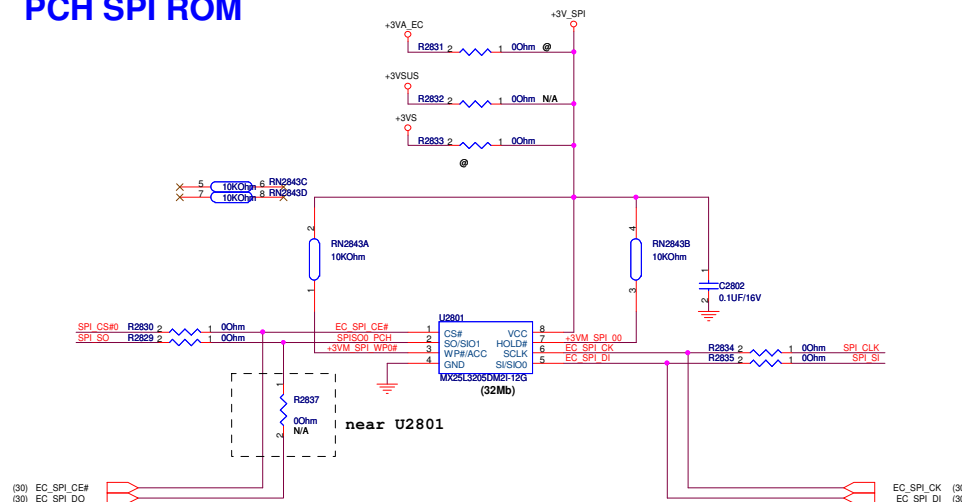 PCH SPI ROM
+3V_SPI
+3VA_EC
R2831 2 1 0Ohm @
+3VSUS
R2832 2 1 0Ohm N/A
+3VS
R2833 2 1 0Ohm
@
5 10KOhm 6 RN2843C
7 10KOhm 8 RN2843D
2 RN2843A 10KOhm 1
4 RN2843B 10KOhm 3
1 C2802 0.1UF/16V 2
U2801
SPI_CS#0 R2830 2 1 0Ohm EC_SPI_CE# 1 CS# VCC 8
SPI_SO R2829 2 1 0Ohm SPISO0_PCH 2 SO/SIO1 HOLD# 7 +3VM_SPI_00
+3VM_SPI_WP0# 3 WP#/ACC SCLK 6 EC_SPI_CK R2834 2 1 0Ohm SPI_CLK
4 GND SI/SIO0 5 EC_SPI_DI R2835 2 1 0Ohm SPI_SI
MX25L3205DM2I-12G
(32Mb)
1 R2837
0Ohm
N/A 2
near U2801
(30) EC_SPI_CE# EC_SPI_CK
(30) EC_SPI_DO EC_SPI_DI